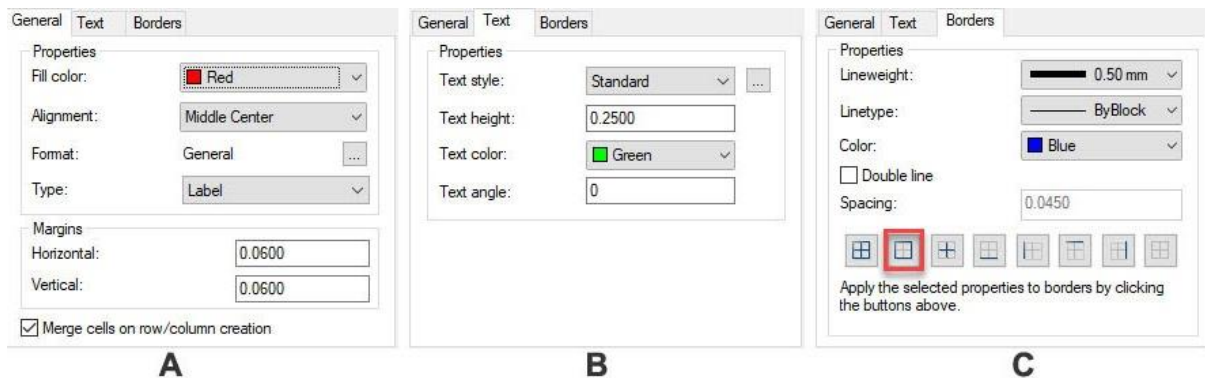 General Text Borders
Properties
Fill color: Red
Alignment: Middle Center
Format: General ...
Type: Label
Margins
Horizontal: 0.0600
Vertical: 0.0600
Merge cells on row/column creation
A
General Text Borders
Properties
Text style: Standard ...
Text height: 0.2500
Text color: Green
Text angle: 0
B
General Text Borders
Properties
Lineweight: 0.50 mm
Linetype: ByBlock
Color: Blue
Double line
Spacing: 0.0450
Apply the selected properties to borders by clicking
the buttons above.
C